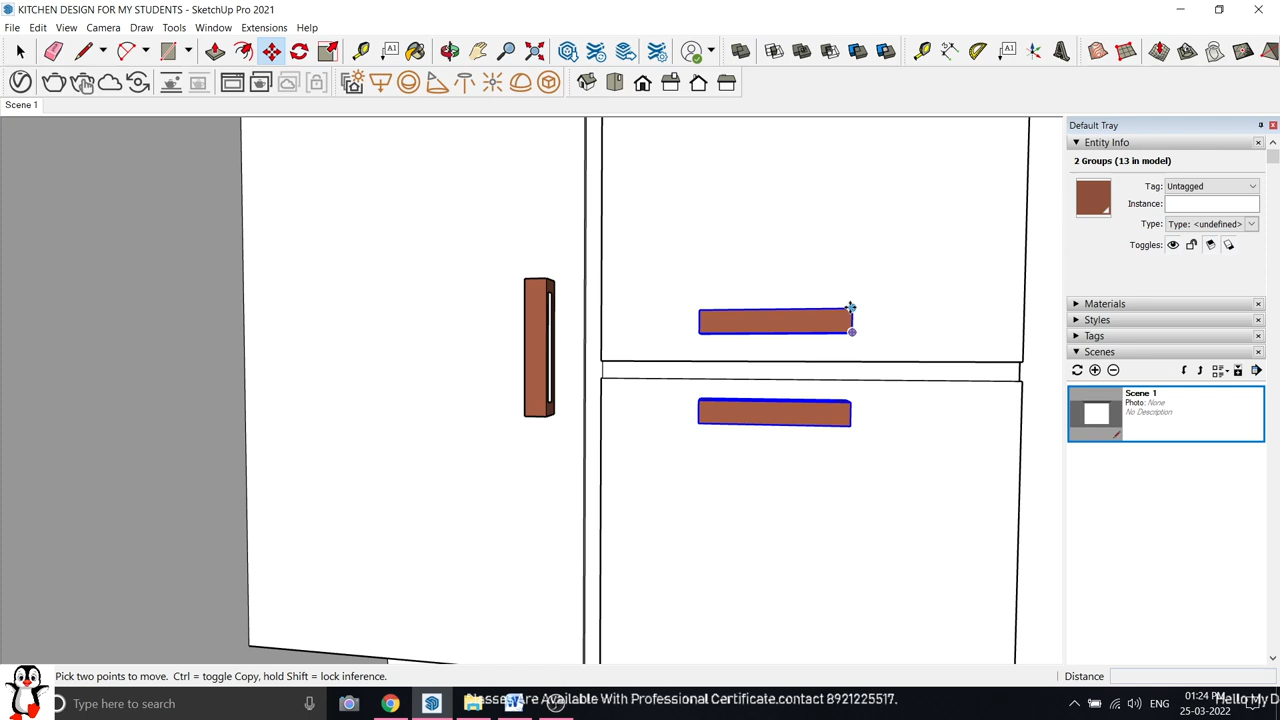 KITCHEN DESIGN FOR MY STUDENTS - SketchUp Pro 2021
File Edit View Camera Draw Tools Window Extensions Help
Scene 1
Default Tray
Entity Info
2 Groups (13 in model)
Tag: Untagged
Instance:
Type: Type: <undefined>
Toggles:
Materials
Styles
Tags
Scenes
Scene 1
Photo: None
No Description
Pick two points to move. Ctrl = toggle Copy, hold Shift = lock inference.
Distance
Type here to search
Classes Are Available With Professional Certificate.contact 8921225517.
ENG
01:24 PM
25-03-2022
Hello My D